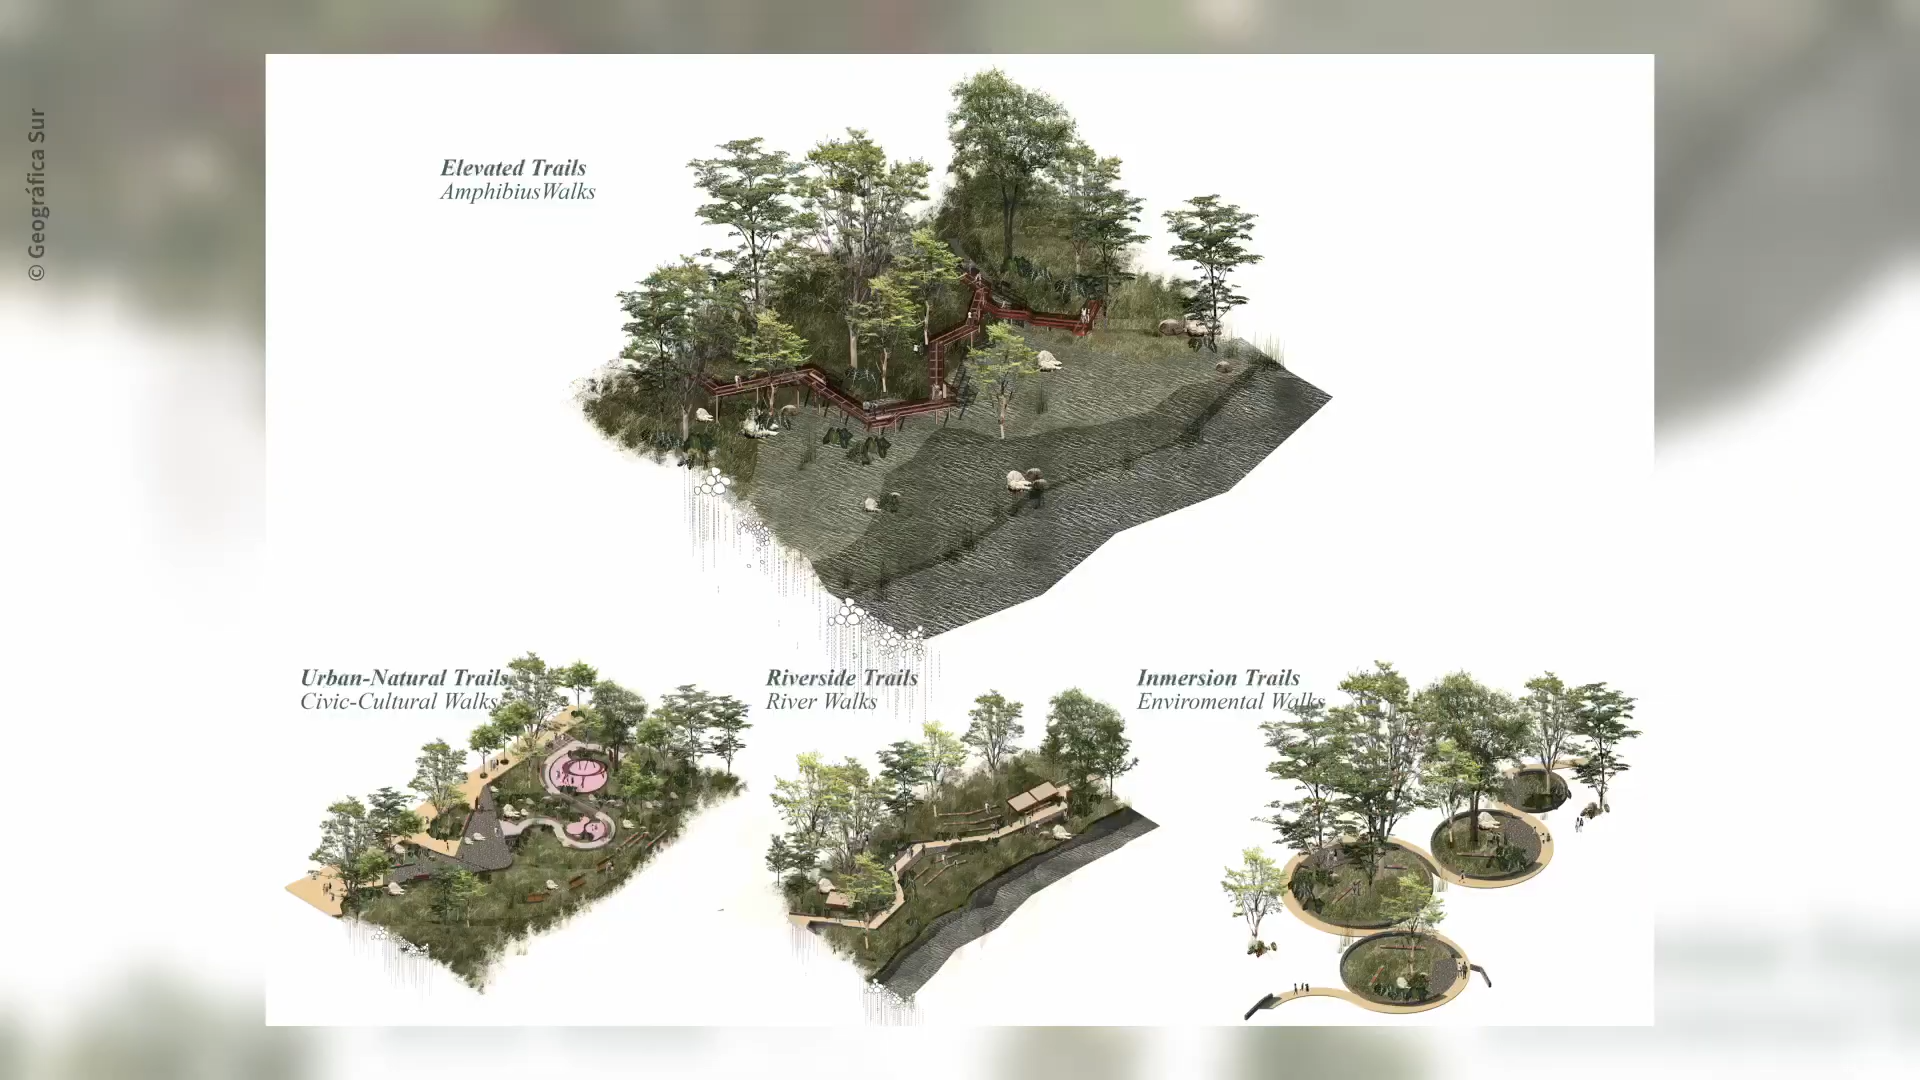 © Geográfica Sur
Elevated Trails
AmphibiusWalks
Urban-Natural Trails
Civic-Cultural Walks
Riverside Trails
River Walks
Inmersion Trails
Enviromental Walks